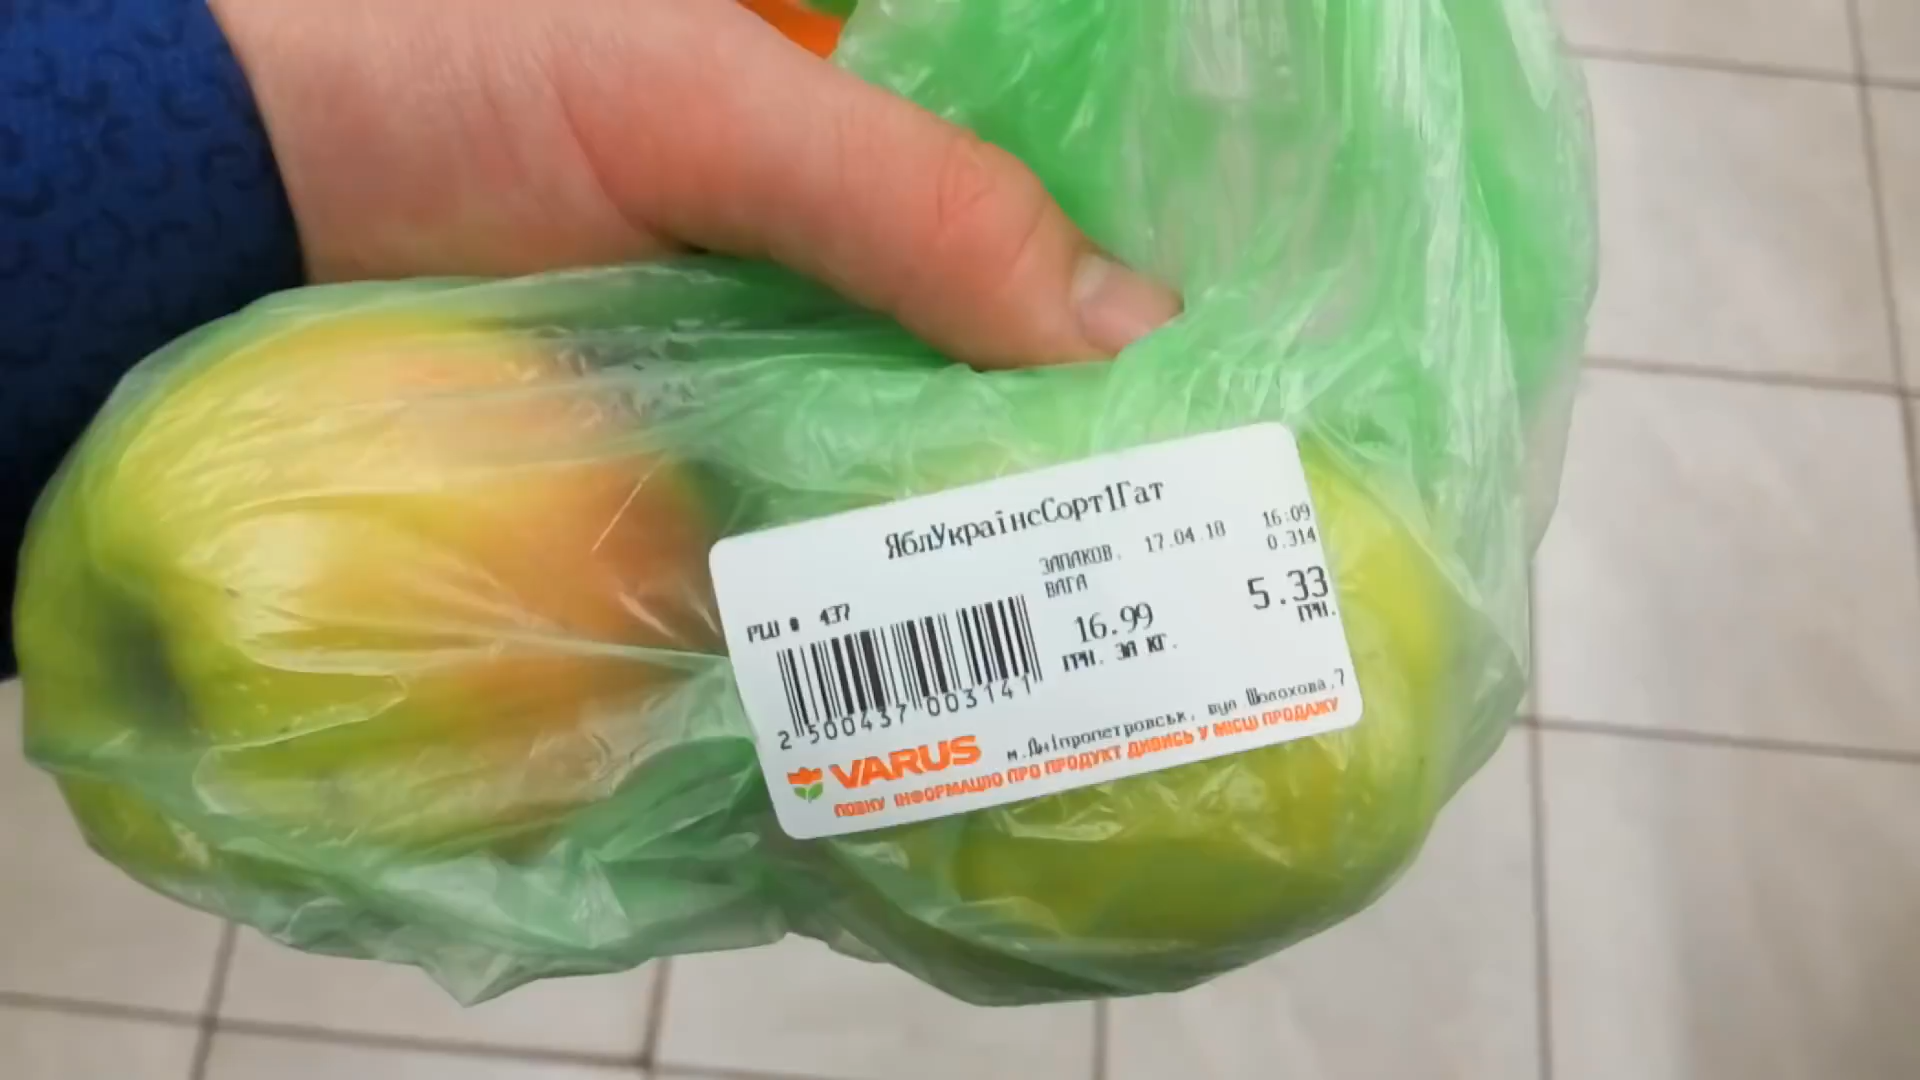 ЯблУкраїнсСорт1Гат
ЗАПАКОВ. 17.04.18 16:09
ВАГА 0.314
PLU # 437
16.99 5.33
ГРН. ЗА КГ. ГРН.
2 500437 003141
м.Дніпропетровськ, вул.Шолохова,7
VARUS
ПОВНУ ІНФОРМАЦІЮ ПРО ПРОДУКТ ДИВИСЬ У МІСЦІ ПРОДАЖУ